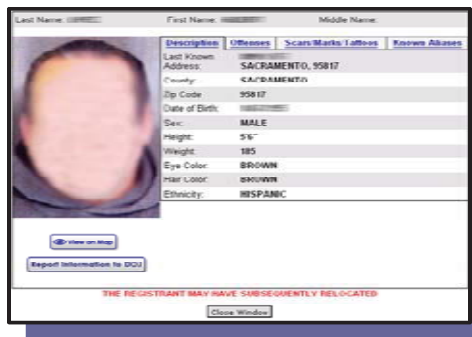 Last Name: First Name: Middle Name:
Description Offenses Scars/Marks/Tattoos Known Aliases
Last Known Address: SACRAMENTO, 95817
County: SACRAMENTO
Zip Code 95817
Date of Birth:
Sex: MALE
Height: 5'6"
Weight: 185
Eye Color: BROWN
Hair Color: BROWN
Ethnicity: HISPANIC
View on Map
Report Information to DOJ
THE REGISTRANT MAY HAVE SUBSEQUENTLY RELOCATED
Close Window